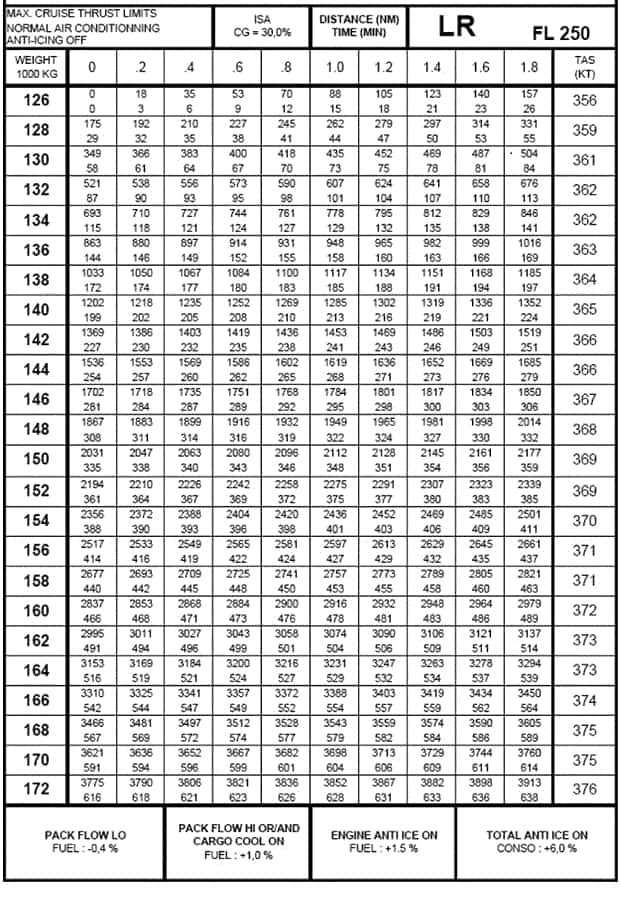 MAX. CRUISE THRUST LIMITS
NORMAL AIR CONDITIONNING
ANTI-ICING OFF
ISA
CG = 30,0%
DISTANCE (NM)
TIME (MIN)
LR
FL 250
WEIGHT
1000 KG
0 .2 .4 .6 .8 1.0 1.2 1.4 1.6 1.8
TAS
(KT)
126
0 18 35 53 70 88 105 123 140 157
0 3 6 9 12 15 18 21 23 26
356
128
175 192 210 227 245 262 279 297 314 331
29 32 35 38 41 44 47 50 53 55
359
130
349 366 383 400 418 435 452 469 487 504
58 61 64 67 70 73 75 78 81 84
361
132
521 538 556 573 590 607 624 641 658 676
87 90 93 95 98 101 104 107 110 113
362
134
693 710 727 744 761 778 795 812 829 846
115 118 121 124 127 129 132 135 138 141
362
136
863 880 897 914 931 948 965 982 999 1016
144 146 149 152 155 158 160 163 166 169
363
138
1033 1050 1067 1084 1100 1117 1134 1151 1168 1185
172 174 177 180 183 185 188 191 194 197
364
140
1202 1218 1235 1252 1269 1285 1302 1319 1336 1352
199 202 205 208 210 213 216 219 221 224
365
142
1369 1386 1403 1419 1436 1453 1469 1486 1503 1519
227 230 232 235 238 241 243 246 249 251
366
144
1536 1553 1569 1586 1602 1619 1636 1652 1669 1685
254 257 260 262 265 268 271 273 276 279
366
146
1702 1718 1735 1751 1768 1784 1801 1817 1834 1850
281 284 287 289 292 295 298 300 303 306
367
148
1867 1883 1899 1916 1932 1949 1965 1981 1998 2014
308 311 314 316 319 322 324 327 330 332
368
150
2031 2047 2063 2080 2096 2112 2128 2145 2161 2177
335 338 340 343 346 348 351 354 356 359
369
152
2194 2210 2226 2242 2258 2275 2291 2307 2323 2339
361 364 367 369 372 375 377 380 383 385
369
154
2356 2372 2388 2404 2420 2436 2452 2469 2485 2501
388 390 393 396 398 401 403 406 409 411
370
156
2517 2533 2549 2565 2581 2597 2613 2629 2645 2661
414 416 419 422 424 427 429 432 435 437
371
158
2677 2693 2709 2725 2741 2757 2773 2789 2805 2821
440 442 445 448 450 453 455 458 460 463
371
160
2837 2853 2868 2884 2900 2916 2932 2948 2964 2979
466 468 471 473 476 478 481 483 486 489
372
162
2995 3011 3027 3043 3058 3074 3090 3106 3121 3137
491 494 496 499 501 504 506 509 511 514
373
164
3153 3169 3184 3200 3216 3231 3247 3263 3278 3294
516 519 521 524 527 529 532 534 537 539
373
166
3310 3325 3341 3357 3372 3388 3403 3419 3434 3450
542 544 547 549 552 554 557 559 562 564
374
168
3466 3481 3497 3512 3528 3543 3559 3574 3590 3605
567 569 572 574 577 579 582 584 586 589
375
170
3621 3636 3652 3667 3682 3698 3713 3729 3744 3760
591 594 596 599 601 604 606 609 611 614
375
172
3775 3790 3806 3821 3836 3852 3867 3882 3898 3913
616 618 621 623 626 628 631 633 636 638
376
PACK FLOW LO
FUEL : -0,4 %
PACK FLOW HI OR/AND
CARGO COOL ON
FUEL : +1,0 %
ENGINE ANTI ICE ON
FUEL : +1.5 %
TOTAL ANTI ICE ON
CONSO : +6,0 %